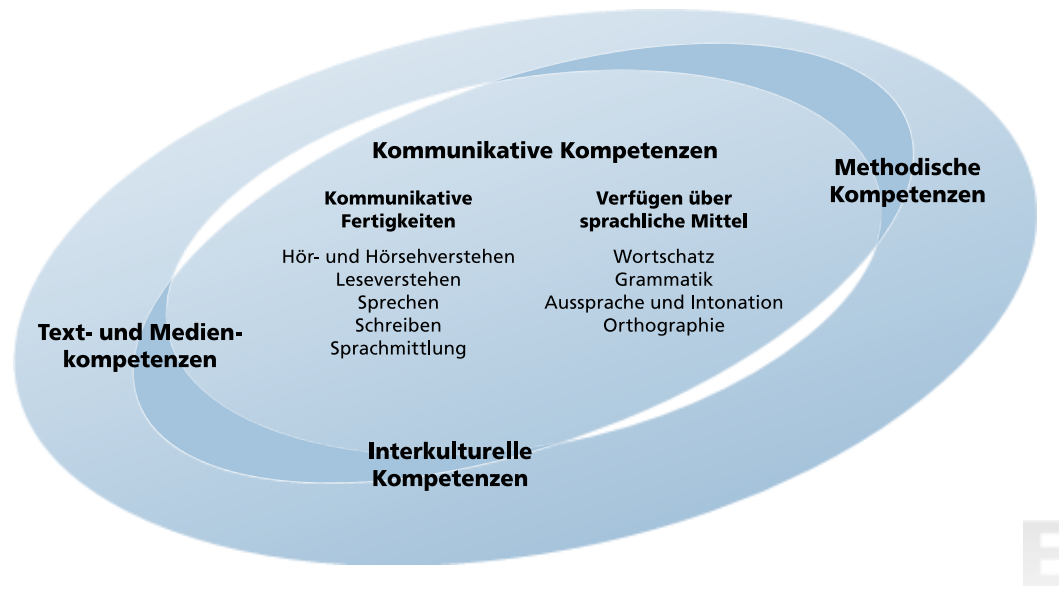 Kommunikative Kompetenzen
Methodische
Kompetenzen
Kommunikative
Fertigkeiten
Hör- und Hörsehverstehen
Leseverstehen
Sprechen
Schreiben
Sprachmittlung
Verfügen über
sprachliche Mittel
Wortschatz
Grammatik
Aussprache und Intonation
Orthographie
Text- und Medien-
kompetenzen
Interkulturelle
Kompetenzen
E